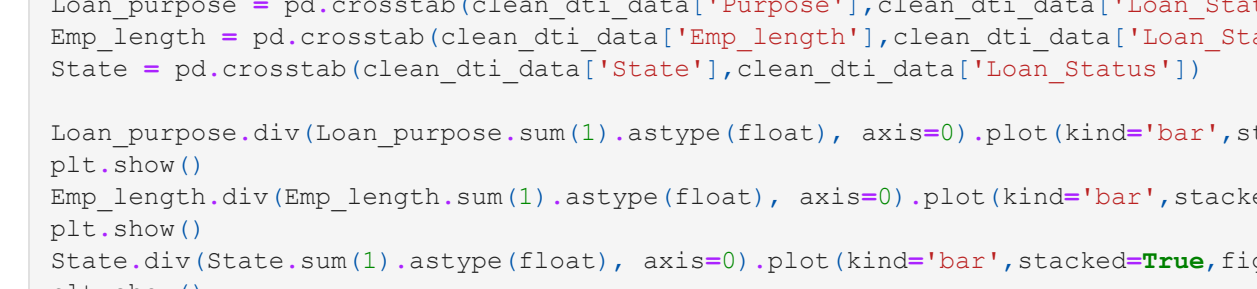 Loan_purpose = pd.crosstab(clean_dti_data['Purpose'],clean_dti_data['Loan_Stat
Emp_length = pd.crosstab(clean_dti_data['Emp_length'],clean_dti_data['Loan_Sta
State = pd.crosstab(clean_dti_data['State'],clean_dti_data['Loan_Status'])
Loan_purpose.div(Loan_purpose.sum(1).astype(float), axis=0).plot(kind='bar',st
plt.show()
Emp_length.div(Emp_length.sum(1).astype(float), axis=0).plot(kind='bar',stacke
plt.show()
State.div(State.sum(1).astype(float), axis=0).plot(kind='bar',stacked=True,fig
plt.show()